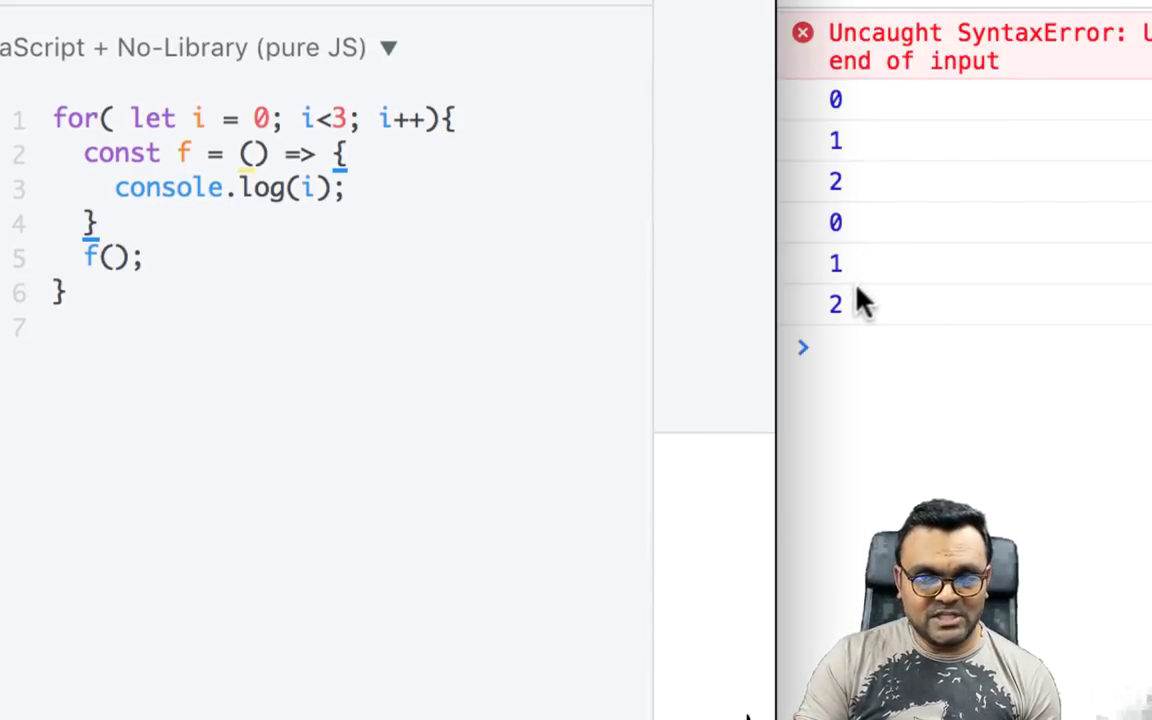 aScript + No-Library (pure JS) ▼
1 for( let i = 0; i<3; i++){
2 const f = () => {
3 console.log(i);
4 }
5 f();
6 }
7
Uncaught SyntaxError: U
end of input
0
1
2
0
1
2
>